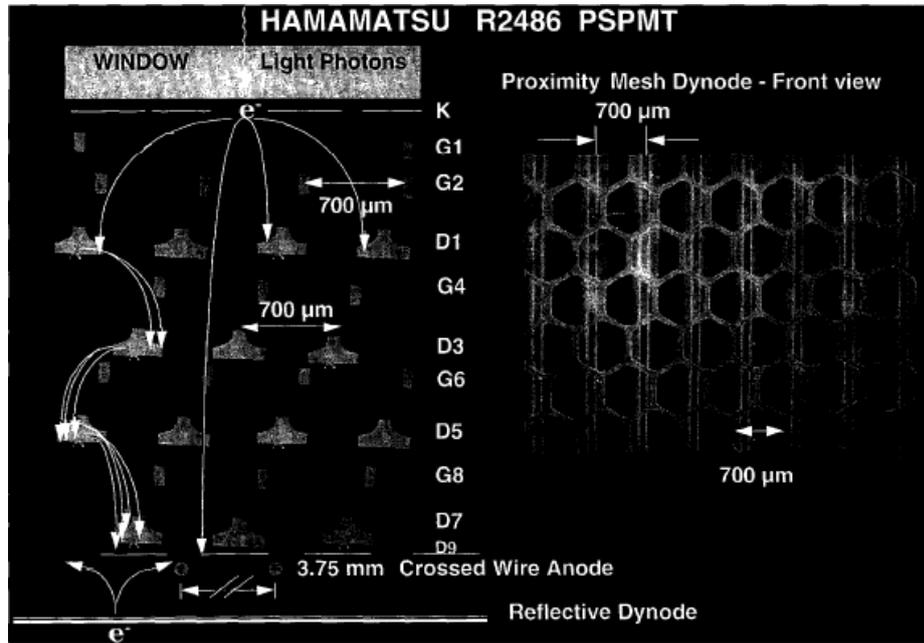 HAMAMATSU R2486 PSPMT
WINDOW Light Photons
e-
K
G1
G2
700 µm
D1
G4
700 µm
D3
G6
D5
G8
D7
D9
3.75 mm Crossed Wire Anode
Reflective Dynode
e-
Proximity Mesh Dynode - Front view
700 µm
700 µm